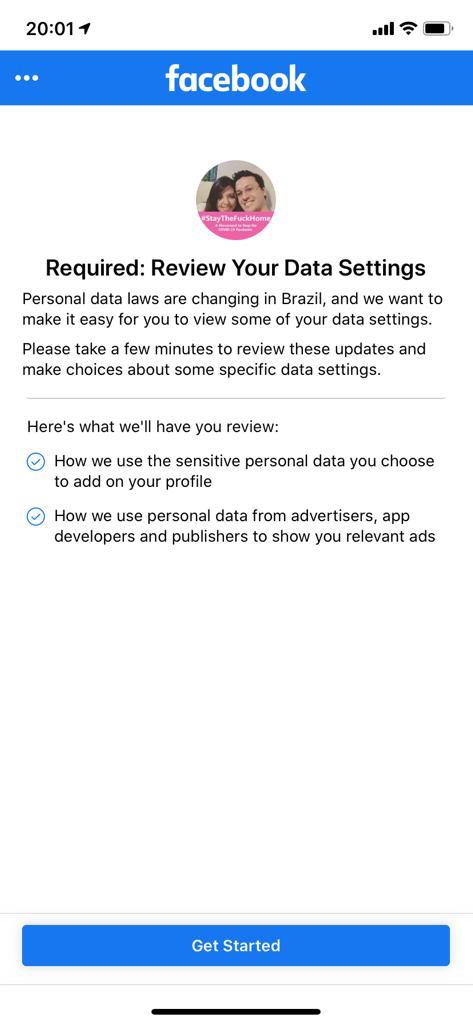 20:01
facebook
#StayTheFuckHome
A Movement to Stop the
COVID-19 Pandemic
Required: Review Your Data Settings
Personal data laws are changing in Brazil, and we want to
make it easy for you to view some of your data settings.
Please take a few minutes to review these updates and
make choices about some specific data settings.
Here's what we'll have you review:
How we use the sensitive personal data you choose
to add on your profile
How we use personal data from advertisers, app
developers and publishers to show you relevant ads
Get Started